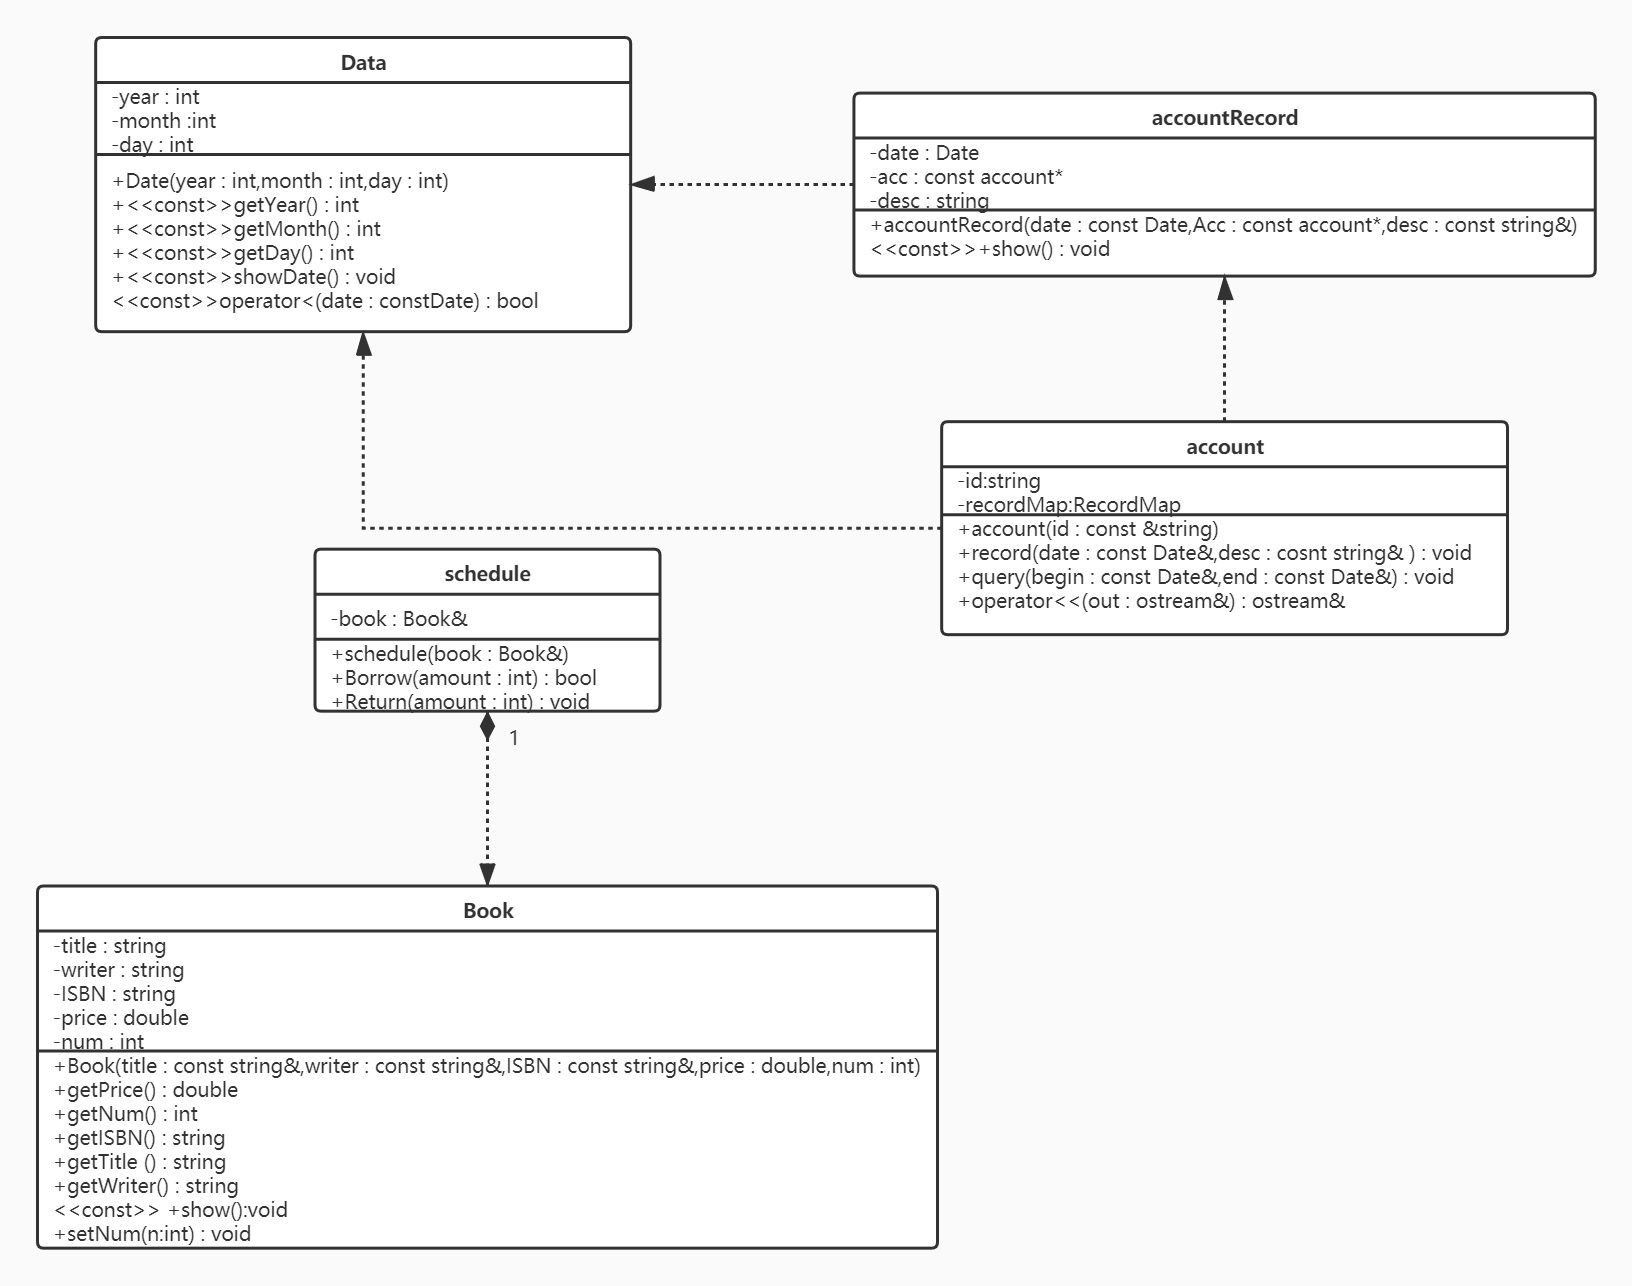 Data
-year : int
-month :int
-day : int
+Date(year : int,month : int,day : int)
+<<const>>getYear() : int
+<<const>>getMonth() : int
+<<const>>getDay() : int
+<<const>>showDate() : void
<<const>>operator<(date : constDate) : bool
accountRecord
-date : Date
-acc : const account*
-desc : string
+accountRecord(date : const Date,Acc : const account*,desc : const string&)
<<const>>+show() : void
account
-id:string
-recordMap:RecordMap
+account(id : const &string)
+record(date : const Date&,desc : cosnt string& ) : void
+query(begin : const Date&,end : const Date&) : void
+operator<<(out : ostream&) : ostream&
schedule
-book : Book&
+schedule(book : Book&)
+Borrow(amount : int) : bool
+Return(amount : int) : void
1
Book
-title : string
-writer : string
-ISBN : string
-price : double
-num : int
+Book(title : const string&,writer : const string&,ISBN : const string&,price : double,num : int)
+getPrice() : double
+getNum() : int
+getISBN() : string
+getTitle () : string
+getWriter() : string
<<const>> +show():void
+setNum(n:int) : void